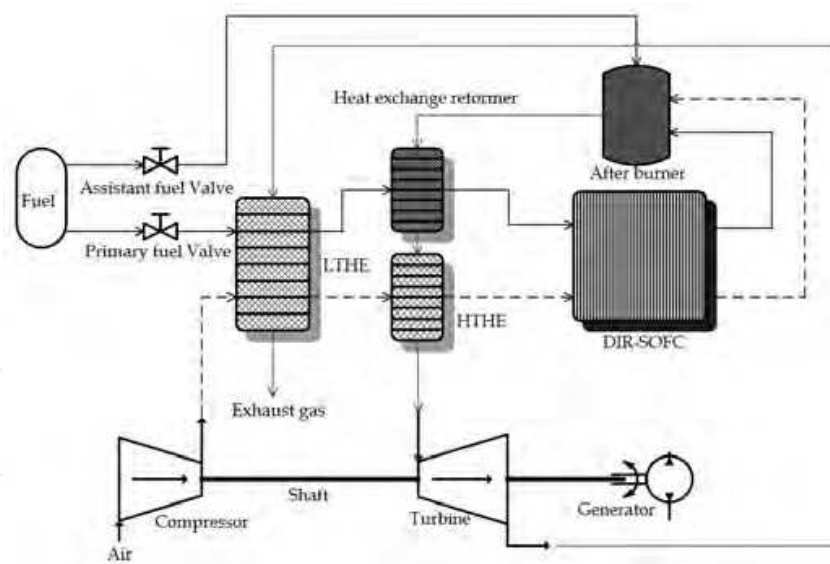 Heat exchange reformer
Fuel
Assistant fuel Valve
After burner
Primary fuel Valve
LTHE
HTHE
DIR-SOFC
Exhaust gas
Shaft
Compressor
Turbine
Generator
Air